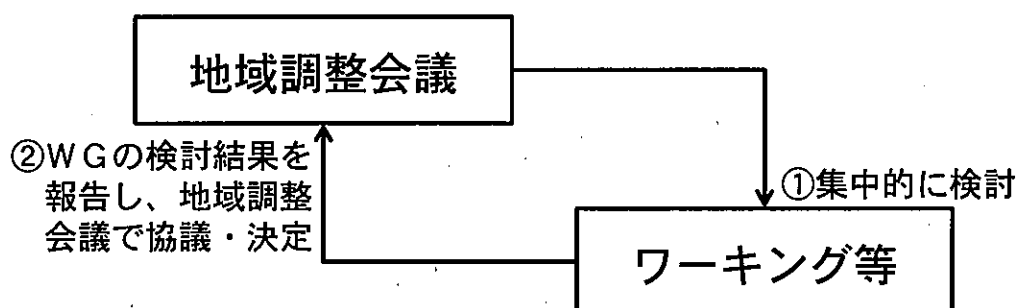 地域調整会議
①集中的に検討
②ＷＧの検討結果を
報告し、地域調整
会議で協議・決定
ワーキング等